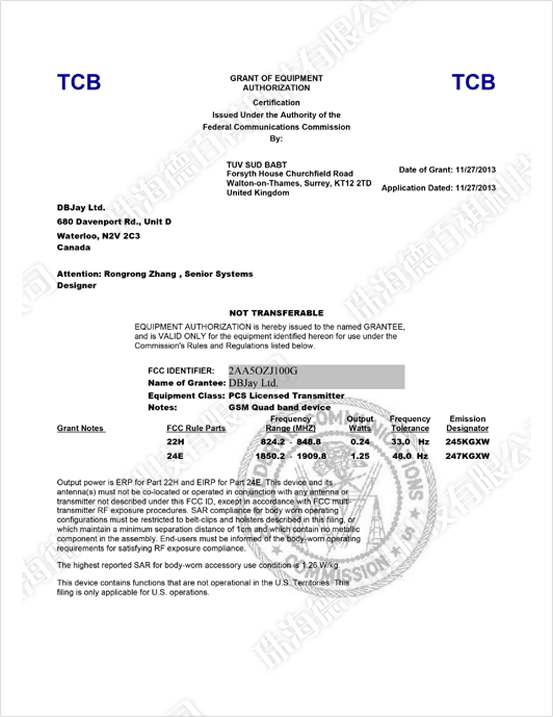 TCB
GRANT OF EQUIPMENT
AUTHORIZATION
TCB
Certification
Issued Under the Authority of the
Federal Communications Commission
By:
TUV SUD BABT
Forsyth House Churchfield Road
Walton-on-Thames, Surrey, KT12 2TD
United Kingdom
Date of Grant: 11/27/2013
Application Dated: 11/27/2013
DBJay Ltd.
680 Davenport Rd., Unit D
Waterloo, N2V 2C3
Canada
Attention: Rongrong Zhang , Senior Systems
Designer
NOT TRANSFERABLE
EQUIPMENT AUTHORIZATION is hereby issued to the named GRANTEE,
and is VALID ONLY for the equipment identified hereon for use under the
Commission's Rules and Regulations listed below.
FCC IDENTIFIER: 2AA5OZJ100G
Name of Grantee: DBJay Ltd.
Equipment Class: PCS Licensed Transmitter
Notes: GSM Quad band device
Grant Notes FCC Rule Parts Frequency Range (MHZ) Output Watts Frequency Tolerance Emission Designator
22H 824.2 - 848.8 0.24 33.0 Hz 245KGXW
24E 1850.2 - 1909.8 1.25 48.0 Hz 247KGXW
Output power is ERP for Part 22H and EIRP for Part 24E. This device and its
antenna(s) must not be co-located or operated in conjunction with any antenna or
transmitter not described under this FCC ID, except in accordance with FCC multi-
transmitter RF exposure procedures. SAR compliance for body worn operating
configurations must be restricted to belt-clips and holsters described in this filing, or
which maintain a minimum separation distance of 1cm and which contain no metallic
component in the assembly. End-users must be informed of the body-worn operating
requirements for satisfying RF exposure compliance.
The highest reported SAR for body-worn accessory use condition is 1.26 W/kg.
This device contains functions that are not operational in the U.S. Territories. This
filing is only applicable for U.S. operations.
COMMUNICATIONS
COMMISSION
珠海德百祺科技有限公司